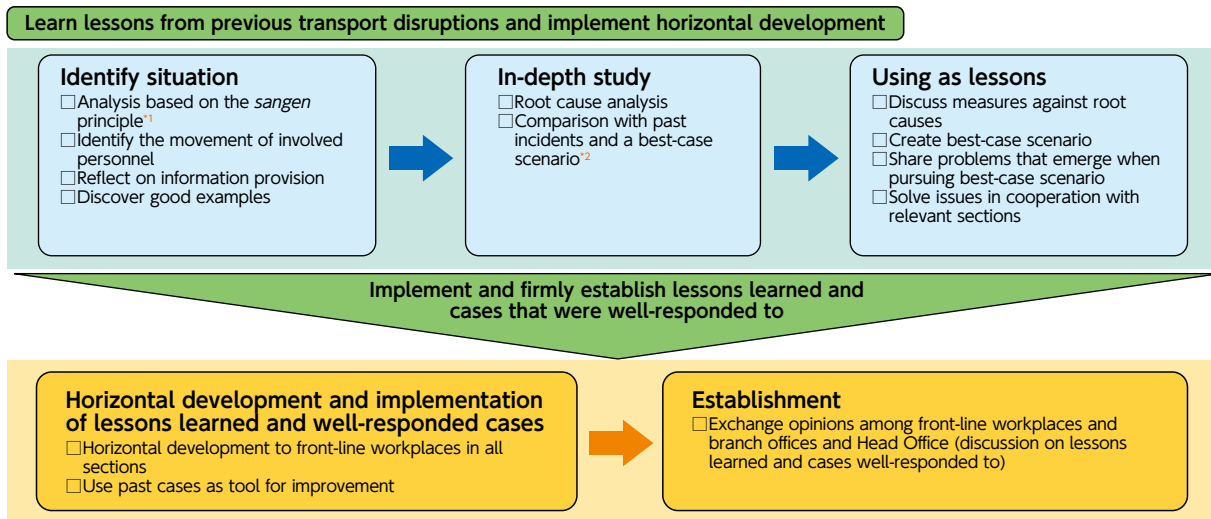 Learn lessons from previous transport disruptions and implement horizontal development
Identify situation
□Analysis based on the sangen
principle*1
□Identify the movement of involved
personnel
□Reflect on information provision
□Discover good examples
In-depth study
□Root cause analysis
□Comparison with past
incidents and a best-case
scenario*2
Using as lessons
□Discuss measures against root
causes
□Create best-case scenario
□Share problems that emerge when
pursuing best-case scenario
□Solve issues in cooperation with
relevant sections
Implement and firmly establish lessons learned and
cases that were well-responded to
Horizontal development and implementation
of lessons learned and well-responded cases
□Horizontal development to front-line workplaces in all
sections
□Use past cases as tool for improvement
Establishment
□Exchange opinions among front-line workplaces and
branch offices and Head Office (discussion on lessons
learned and cases well-responded to)